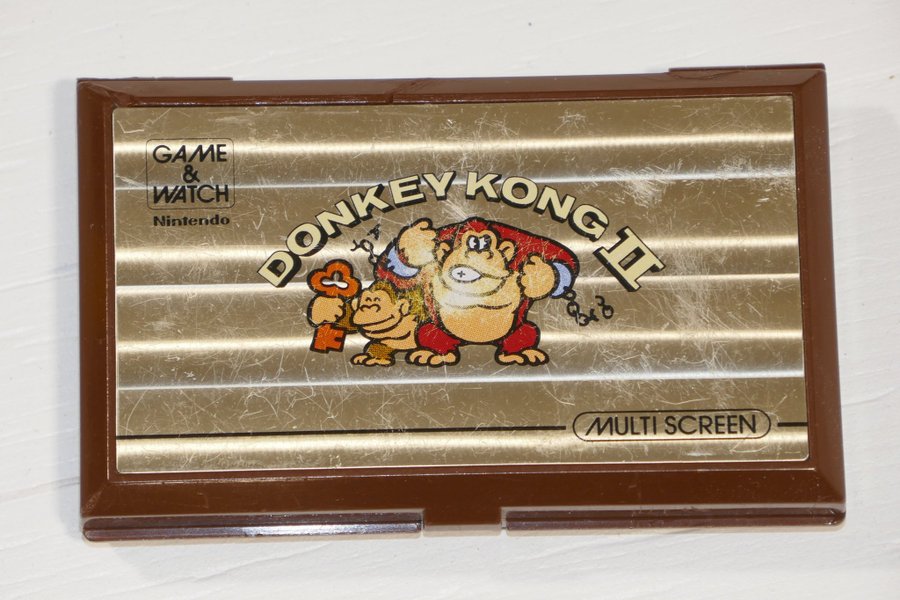 GAME
&
WATCH
Nintendo
DONKEY KONG II
MULTI SCREEN